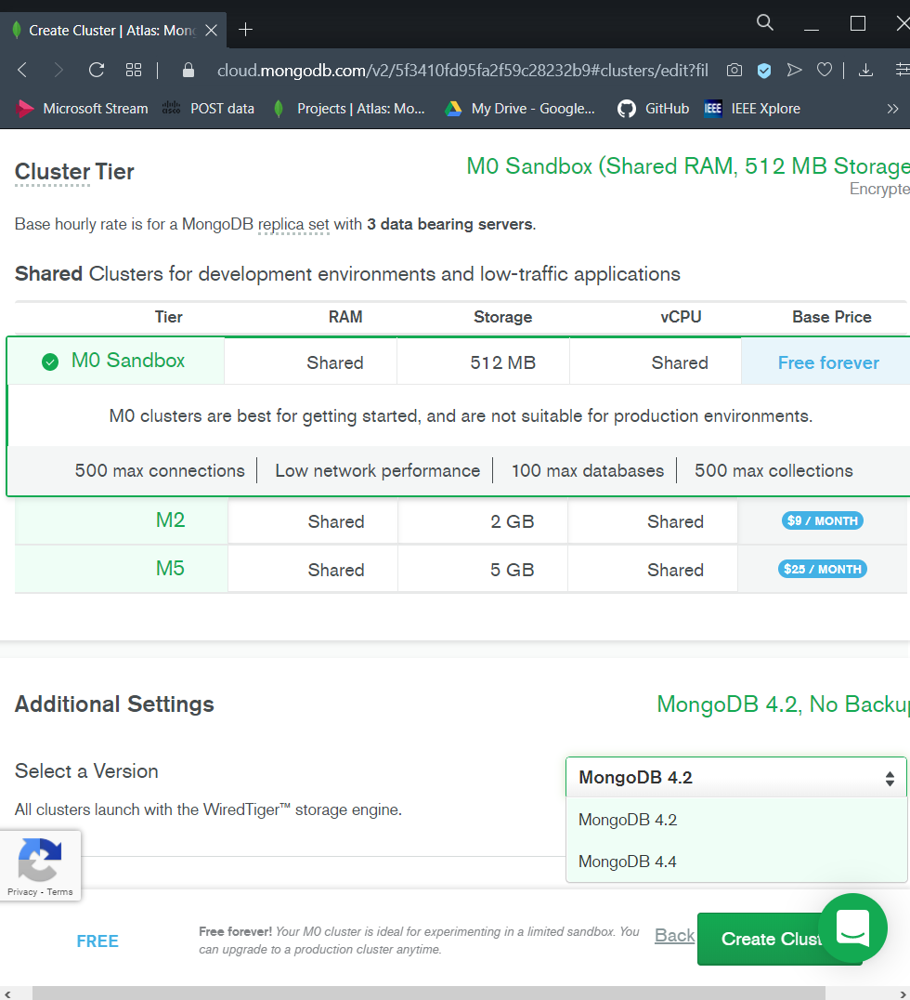 Create Cluster | Atlas: Mong
cloud.mongodb.com/v2/5f3410fd95fa2f59c28232b9#clusters/edit?fil
Microsoft Stream POST data Projects | Atlas: Mo... My Drive - Google... GitHub IEEE IEEE Xplore
Cluster Tier M0 Sandbox (Shared RAM, 512 MB Storage
Encrypte
Base hourly rate is for a MongoDB replica set with 3 data bearing servers.
Shared Clusters for development environments and low-traffic applications
Tier RAM Storage vCPU Base Price
M0 Sandbox Shared 512 MB Shared Free forever
M0 clusters are best for getting started, and are not suitable for production environments.
500 max connections Low network performance 100 max databases 500 max collections
M2 Shared 2 GB Shared $9 / MONTH
M5 Shared 5 GB Shared $25 / MONTH
Additional Settings MongoDB 4.2, No Backup
Select a Version MongoDB 4.2
All clusters launch with the WiredTiger™ storage engine.
MongoDB 4.2
MongoDB 4.4
Privacy - Terms
FREE
Free forever! Your M0 cluster is ideal for experimenting in a limited sandbox. You
can upgrade to a production cluster anytime.
Back
Create Clust